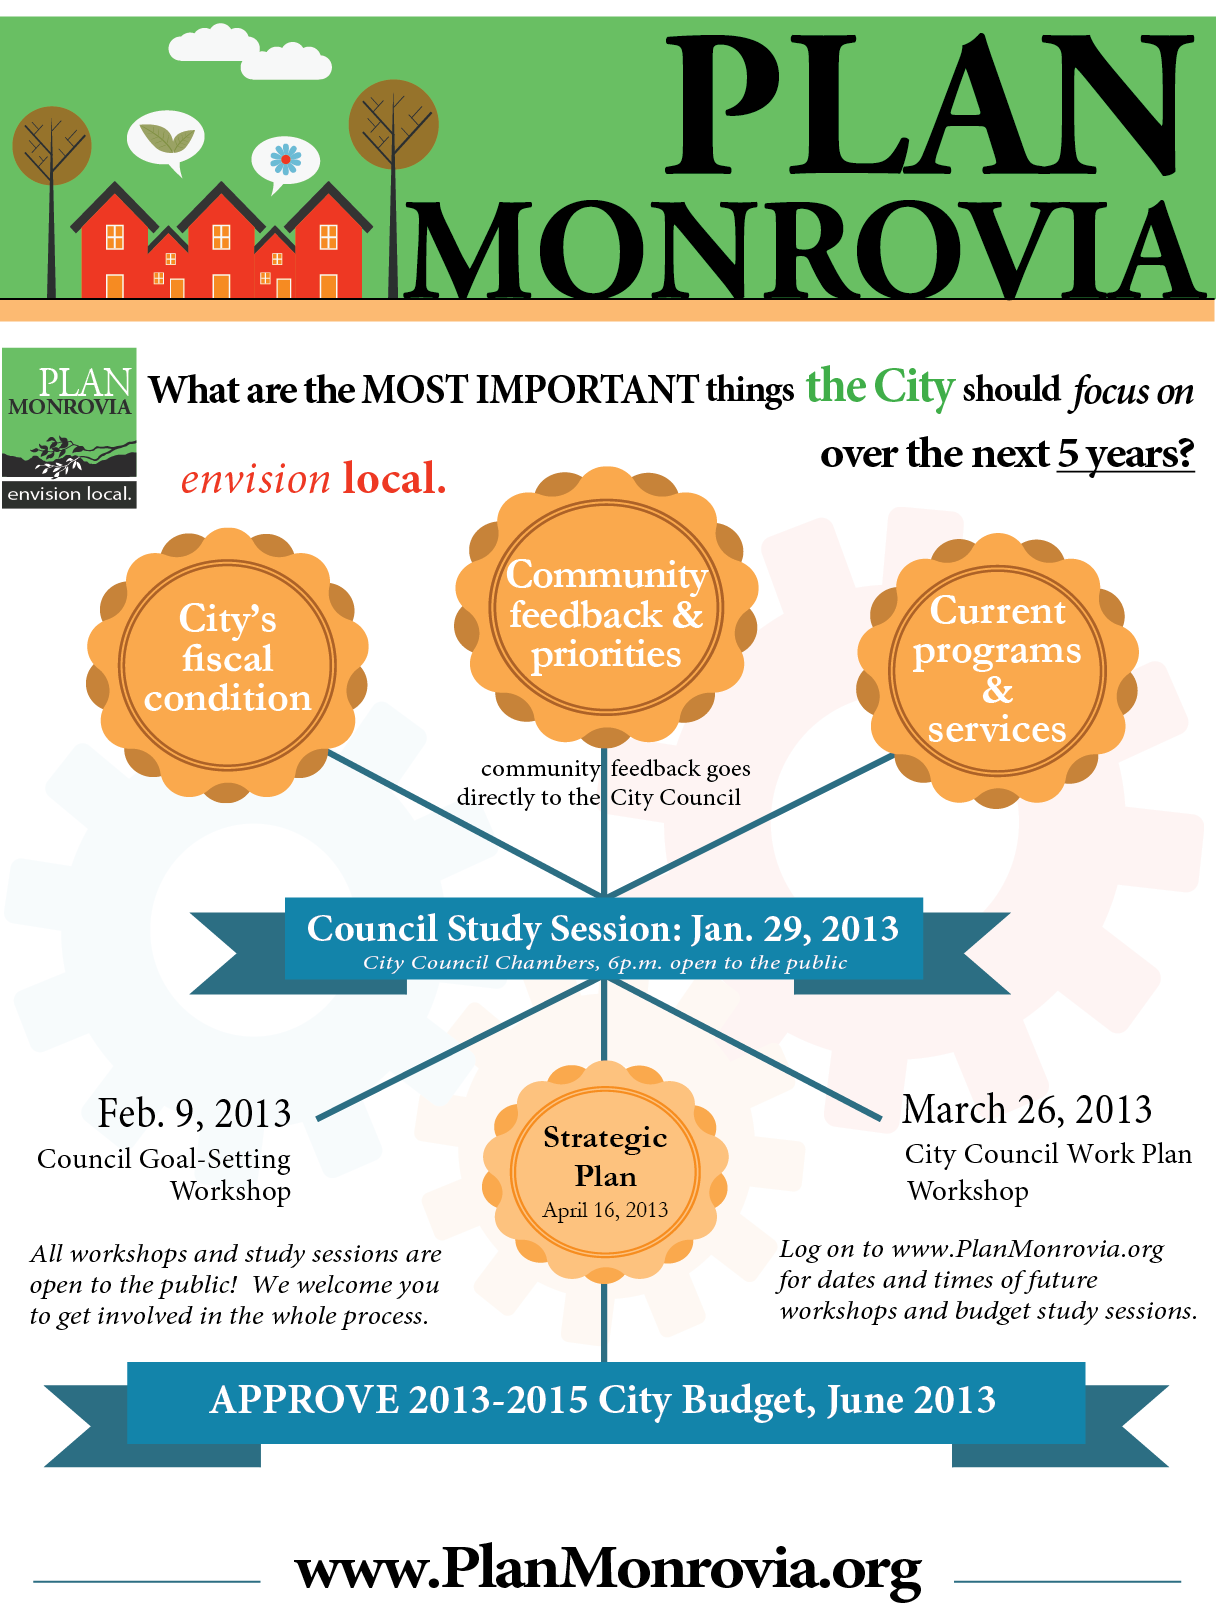 PLAN
MONROVIA
PLAN
MONROVIA
envision local.
What are the MOST IMPORTANT things the City should focus on
over the next 5 years?
envision local.
City's
fiscal
condition
Community
feedback &
priorities
Current
programs
&
services
community feedback goes
directly to the City Council
Council Study Session: Jan. 29, 2013
City Council Chambers, 6p.m. open to the public
Feb. 9, 2013
Council Goal-Setting
Workshop
Strategic
Plan
April 16, 2013
March 26, 2013
City Council Work Plan
Workshop
All workshops and study sessions are
open to the public!  We welcome you
to get involved in the whole process.
Log on to www.PlanMonrovia.org
for dates and times of future
workshops and budget study sessions.
APPROVE 2013-2015 City Budget, June 2013
www.PlanMonrovia.org